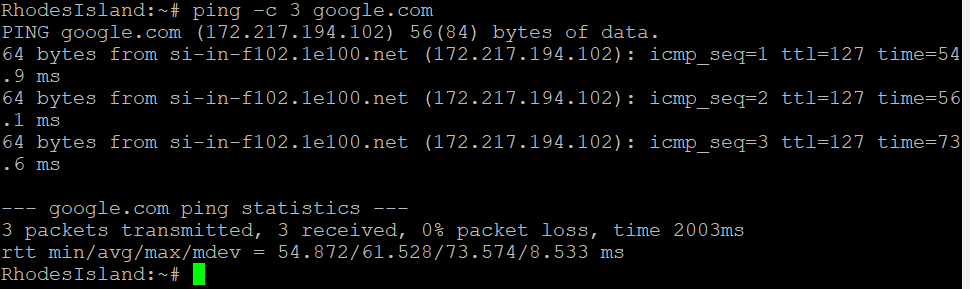 RhodesIsland:~# ping -c 3 google.com
PING google.com (172.217.194.102) 56(84) bytes of data.
64 bytes from si-in-f102.1e100.net (172.217.194.102): icmp_seq=1 ttl=127 time=54
.9 ms
64 bytes from si-in-f102.1e100.net (172.217.194.102): icmp_seq=2 ttl=127 time=56
.1 ms
64 bytes from si-in-f102.1e100.net (172.217.194.102): icmp_seq=3 ttl=127 time=73
.6 ms
--- google.com ping statistics ---
3 packets transmitted, 3 received, 0% packet loss, time 2003ms
rtt min/avg/max/mdev = 54.872/61.528/73.574/8.533 ms
RhodesIsland:~#